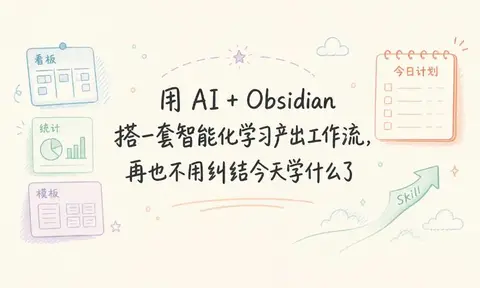 看板
统计
模板
用 AI + Obsidian
搭一套智能化学习产出工作流，
再也不用纠结今天学什么了
今日计划
Skill